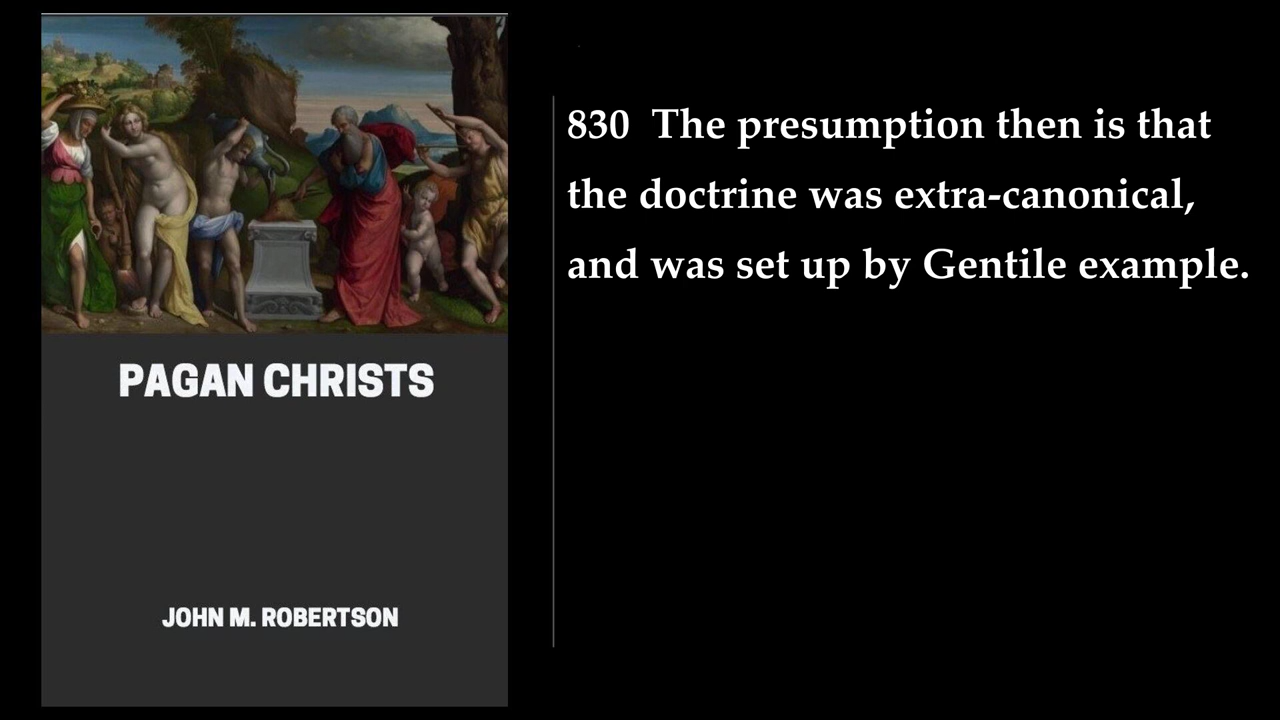 PAGAN CHRISTS
JOHN M. ROBERTSON
830 The presumption then is that
the doctrine was extra-canonical,
and was set up by Gentile example.